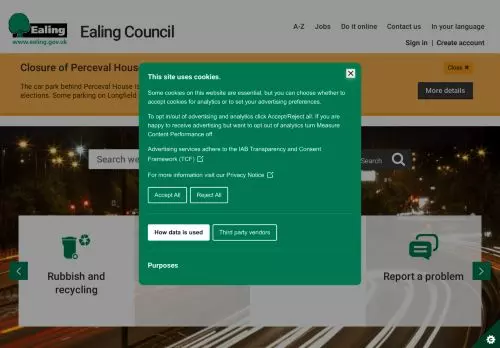 Ealing
www.ealing.gov.uk
Ealing Council
A-Z Jobs Do it online Contact us In your language
Sign in | Create account
Closure of Perceval Hous
Close ✖
The car park behind Perceval House is
elections. Some parking on Longfield
More details
This site uses cookies.
Some cookies on this website are essential, but you can choose whether to
accept cookies for analytics or to set your advertising preferences.
To opt in/out of advertising and analytics click Accept/Reject all. If you are
happy to receive advertising but want to opt out of analytics turn Measure
Content Performance off
Advertising services adhere to the IAB Transparency and Consent
Framework (TCF)
For more information visit our Privacy Notice
Accept All Reject All
How data is used Third party vendors
Purposes
Search we
Search
Rubbish and
recycling
Report a problem